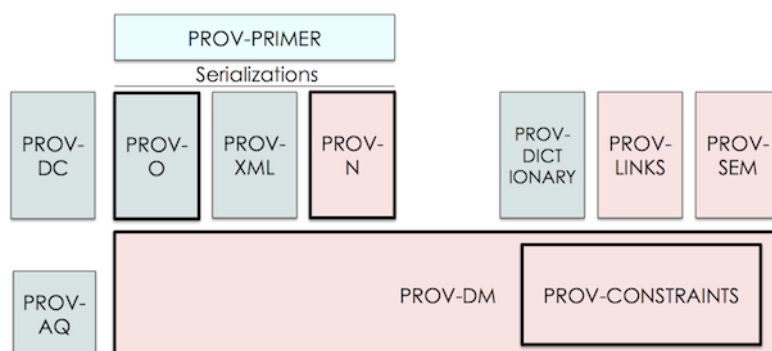 PROV-PRIMER
Serializations
PROV-
DC
PROV-
O
PROV-
XML
PROV-
N
PROV-
DICT
IONARY
PROV-
LINKS
PROV-
SEM
PROV-
AQ
PROV-DM
PROV-CONSTRAINTS